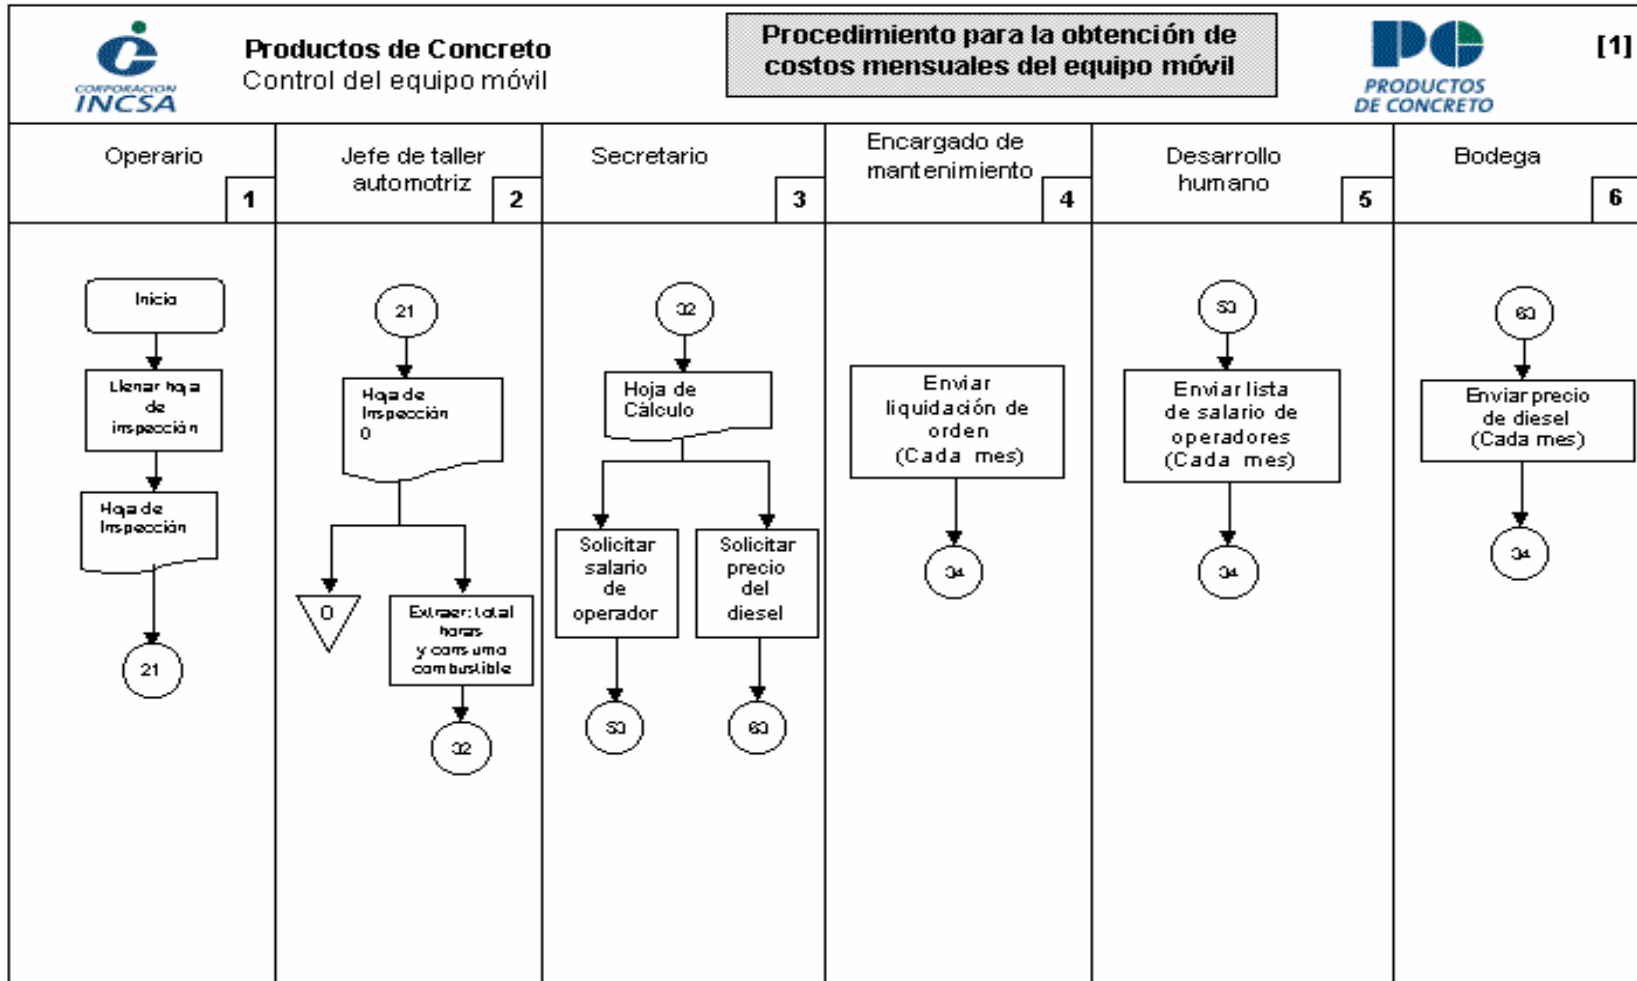 CORPORACION
INCSA
Productos de Concreto
Control del equipo móvil
Procedimiento para la obtención de
costos mensuales del equipo móvil
PRODUCTOS
DE CONCRETO
[1]
Operario
1
Jefe de taller
automotriz
2
Secretario
3
Encargado de
mantenimiento
4
Desarrollo
humano
5
Bodega
6
Inicio
Llenar hoja
de
inspección
Hoja de
Inspección
21
21
Hoja de
Inspección
0
0
Extraer: total
horas
y consumo
combustible
32
32
Hoja de
Cálculo
Solicitar
salario
de
operador
53
Solicitar
precio
del
diesel
63
Enviar
liquidación de
orden
(Cada mes)
34
53
Enviar lista
de salario de
operadores
(Cada mes)
34
63
Enviar precio
de diesel
(Cada mes)
34